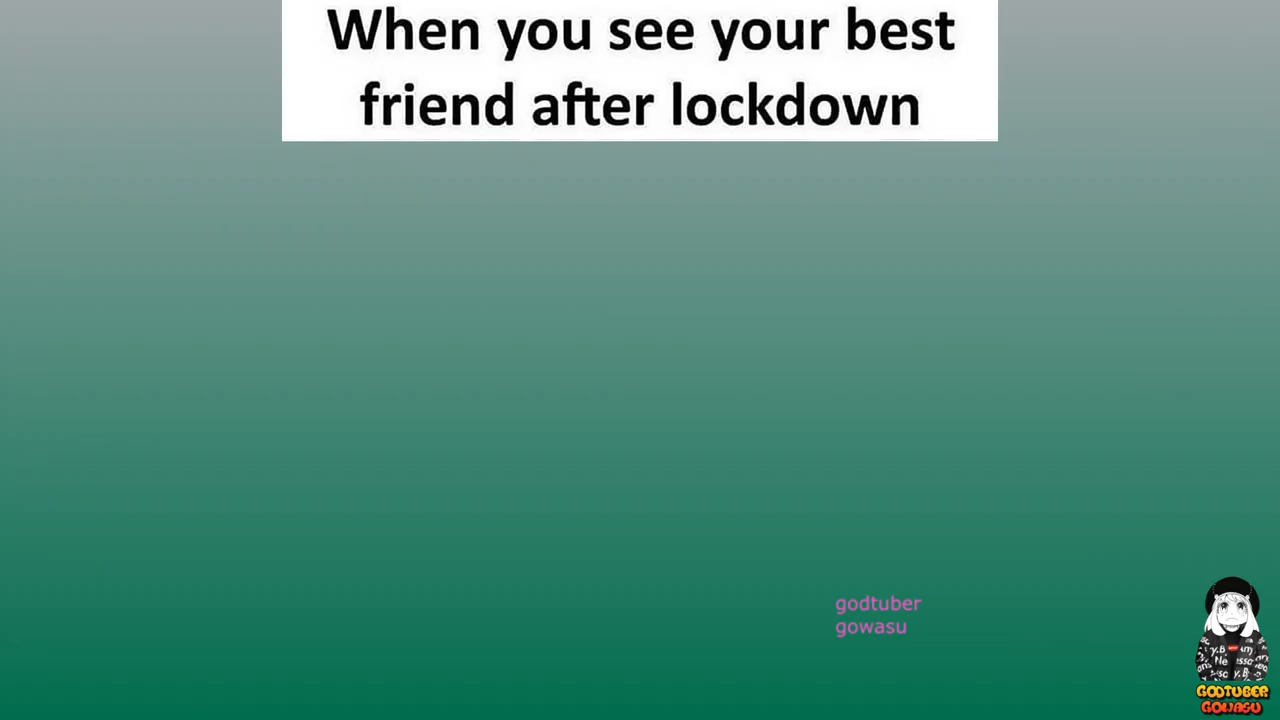 When you see your best
friend after lockdown
godtuber
gowasu
GODTUBER
GOWASU